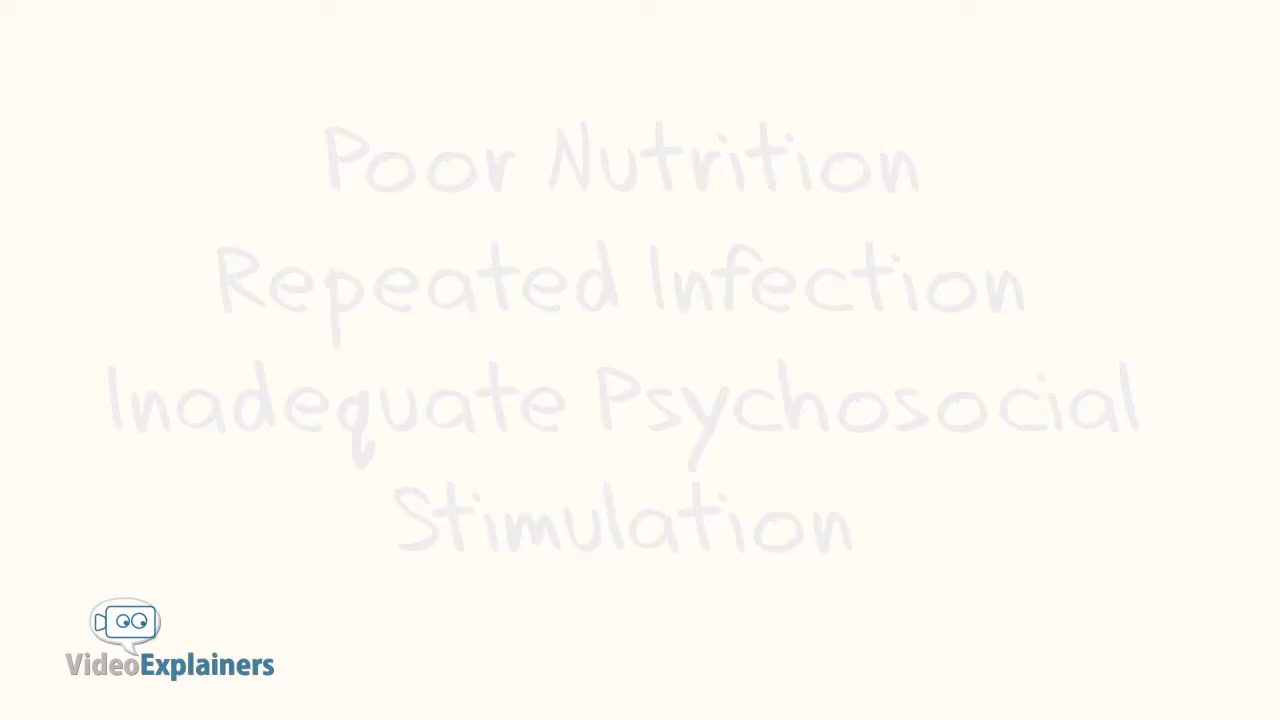 Poor Nutrition
Repeated Infection
Inadequate Psychosocial
Stimulation
VideoExplainers